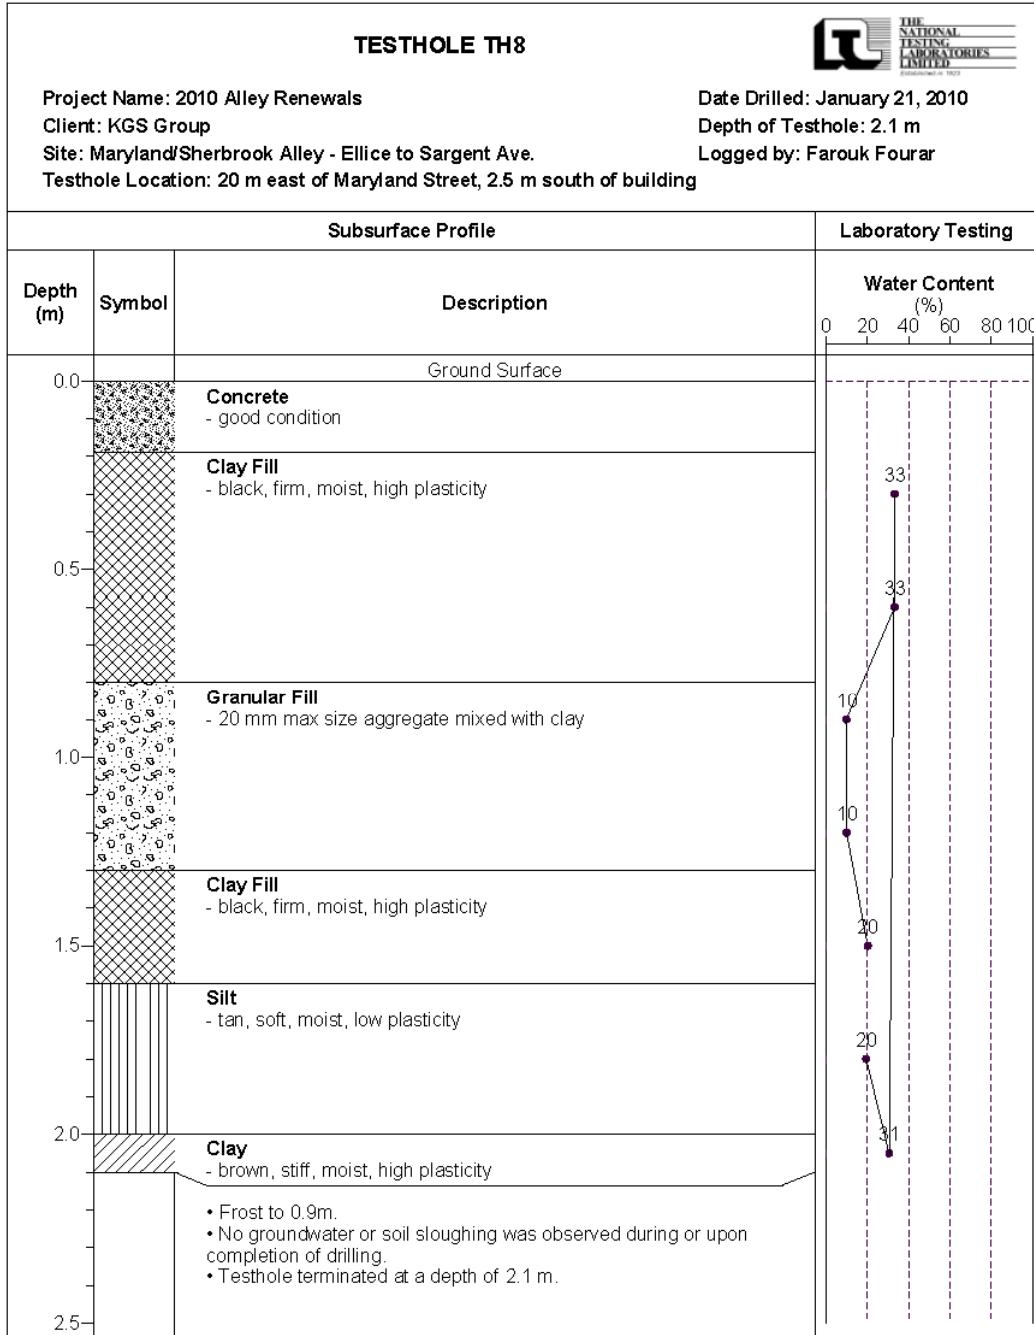 TESTHOLE TH8
THE
NATIONAL
TESTING
LABORATORIES
LIMITED
Established in 1923
Project Name: 2010 Alley Renewals
Date Drilled: January 21, 2010
Client: KGS Group
Depth of Testhole: 2.1 m
Site: Maryland/Sherbrook Alley - Ellice to Sargent Ave.
Logged by: Farouk Fourar
Testhole Location: 20 m east of Maryland Street, 2.5 m south of building
Subsurface Profile
Laboratory Testing
Depth
(m)
Symbol
Description
Water Content
(%)
0 20 40 60 80 100
Ground Surface
0.0
Concrete
- good condition
Clay Fill
- black, firm, moist, high plasticity
33
0.5
33
Granular Fill
- 20 mm max size aggregate mixed with clay
10
1.0
10
Clay Fill
- black, firm, moist, high plasticity
20
1.5
Silt
- tan, soft, moist, low plasticity
20
2.0
Clay
- brown, stiff, moist, high plasticity
31
• Frost to 0.9m.
• No groundwater or soil sloughing was observed during or upon
completion of drilling.
• Testhole terminated at a depth of 2.1 m.
2.5